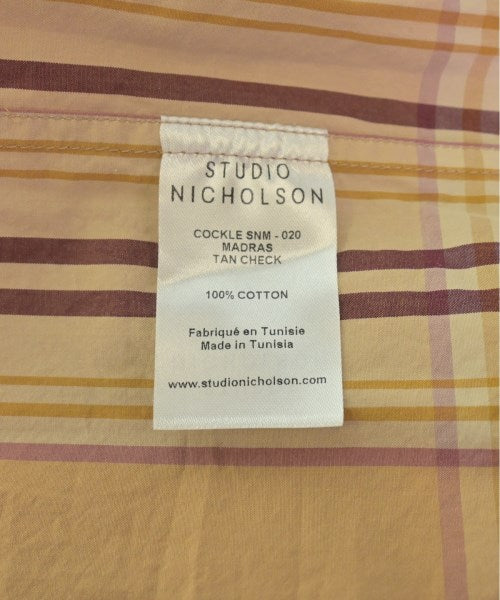 STUDIO
NICHOLSON
COCKLE SNM - 020
MADRAS
TAN CHECK
100% COTTON
Fabriqué en Tunisie
Made in Tunisia
www.studionicholson.com